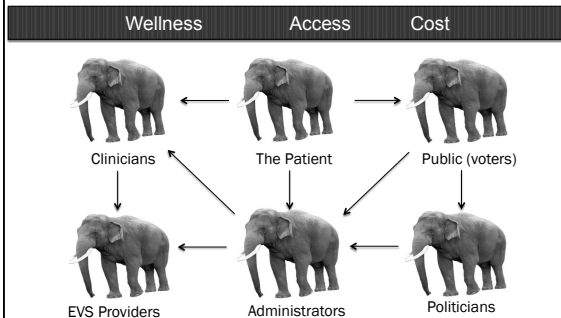 Wellness Access Cost
Clinicians The Patient Public (voters)
EVS Providers Administrators Politicians